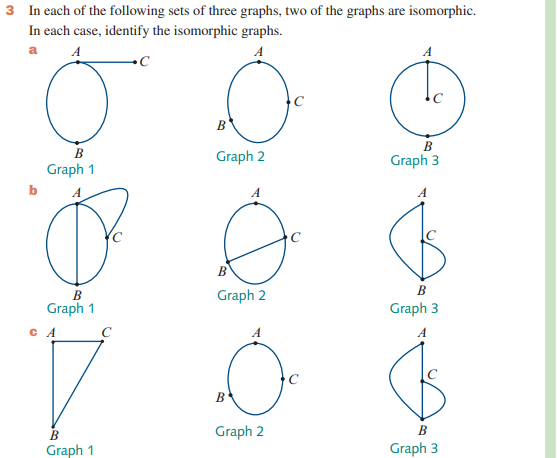 3 In each of the following sets of three graphs, two of the graphs are isomorphic.
In each case, identify the isomorphic graphs.
a A C A A
C C
B
B B
Graph 1 Graph 2 Graph 3
b A A A
C C C
B
B B
Graph 1 Graph 2 Graph 3
c A C A A
C C
B
B B
Graph 1 Graph 2 Graph 3